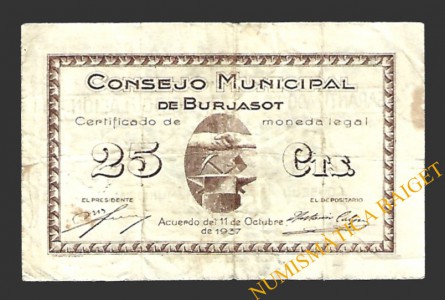 CONSEJO MUNICIPAL
DE BURJASOT
Certificado de moneda legal
25 Cts.
EL PRESIDENTE EL DEPOSITARIO
Acuerdo del 11 de Octubre
de 1937
NUMISMATICA RAIGET